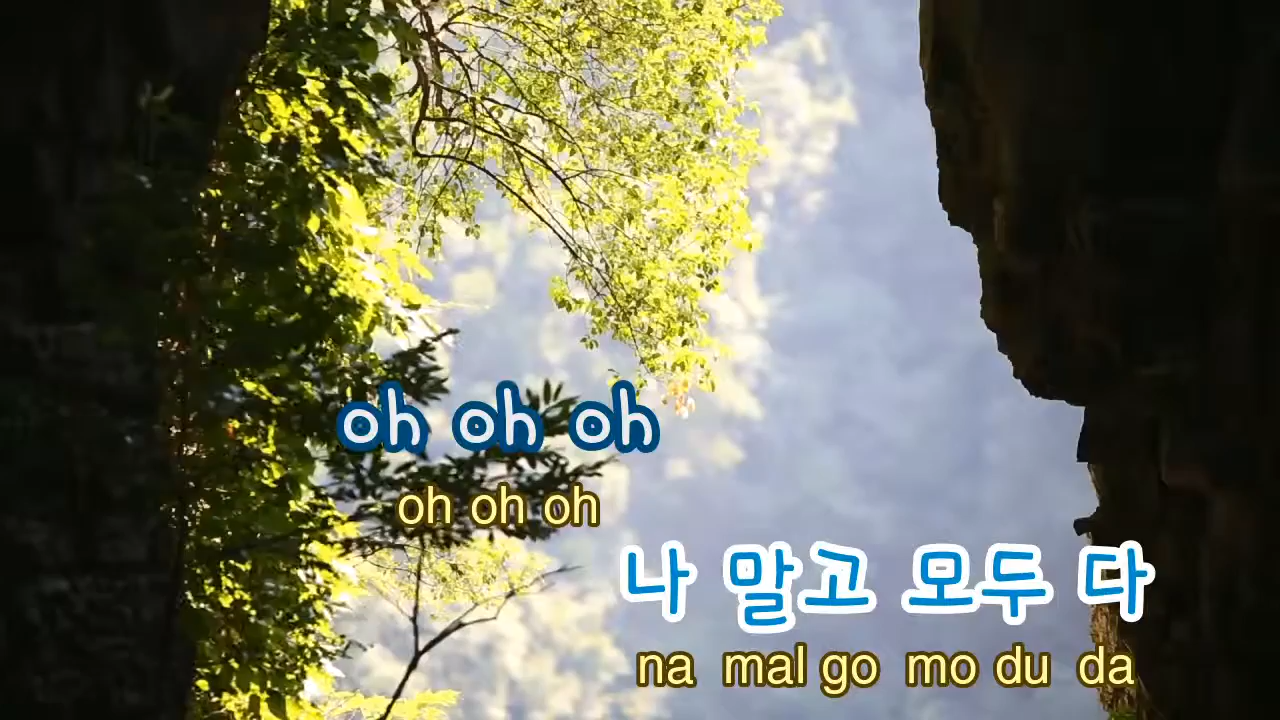 oh oh oh
oh oh oh
나 말고 모두 다
na mal go mo du da